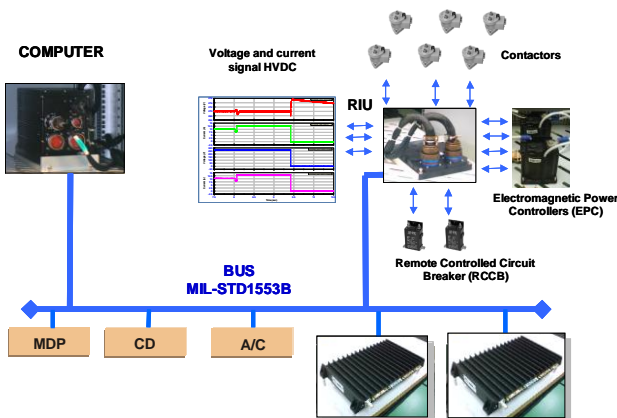 COMPUTER
Voltage and current
signal HVDC
RIU
Contactors
Electromagnetic Power
Controllers (EPC)
Remote Controlled Circuit
Breaker (RCCB)
BUS
MIL-STD1553B
MDP
CD
A/C